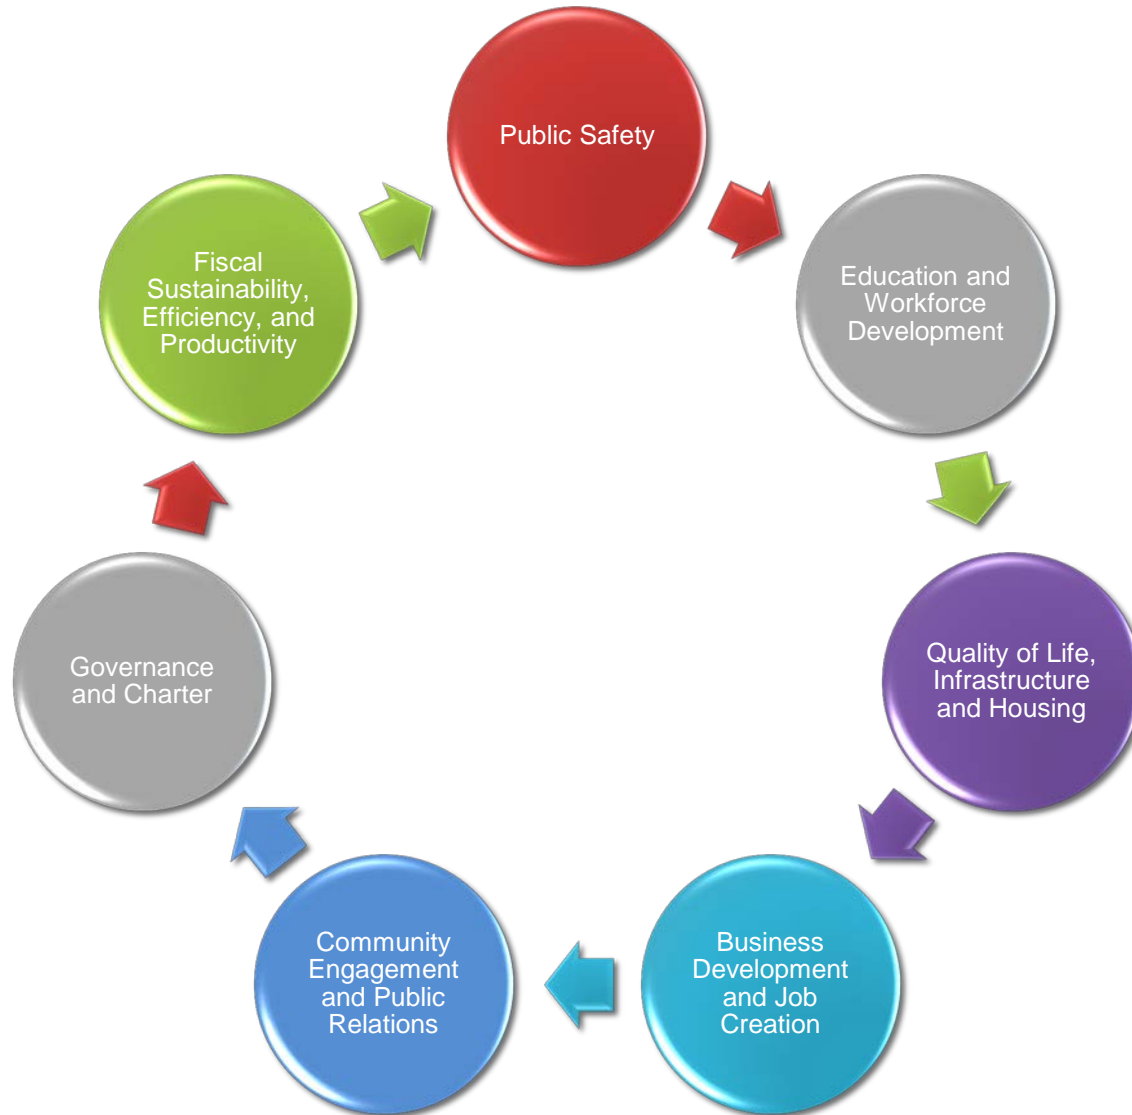 Public Safety
Education and
Workforce
Development
Quality of Life,
Infrastructure
and Housing
Business
Development
and Job
Creation
Community
Engagement
and Public
Relations
Governance
and Charter
Fiscal
Sustainability,
Efficiency, and
Productivity